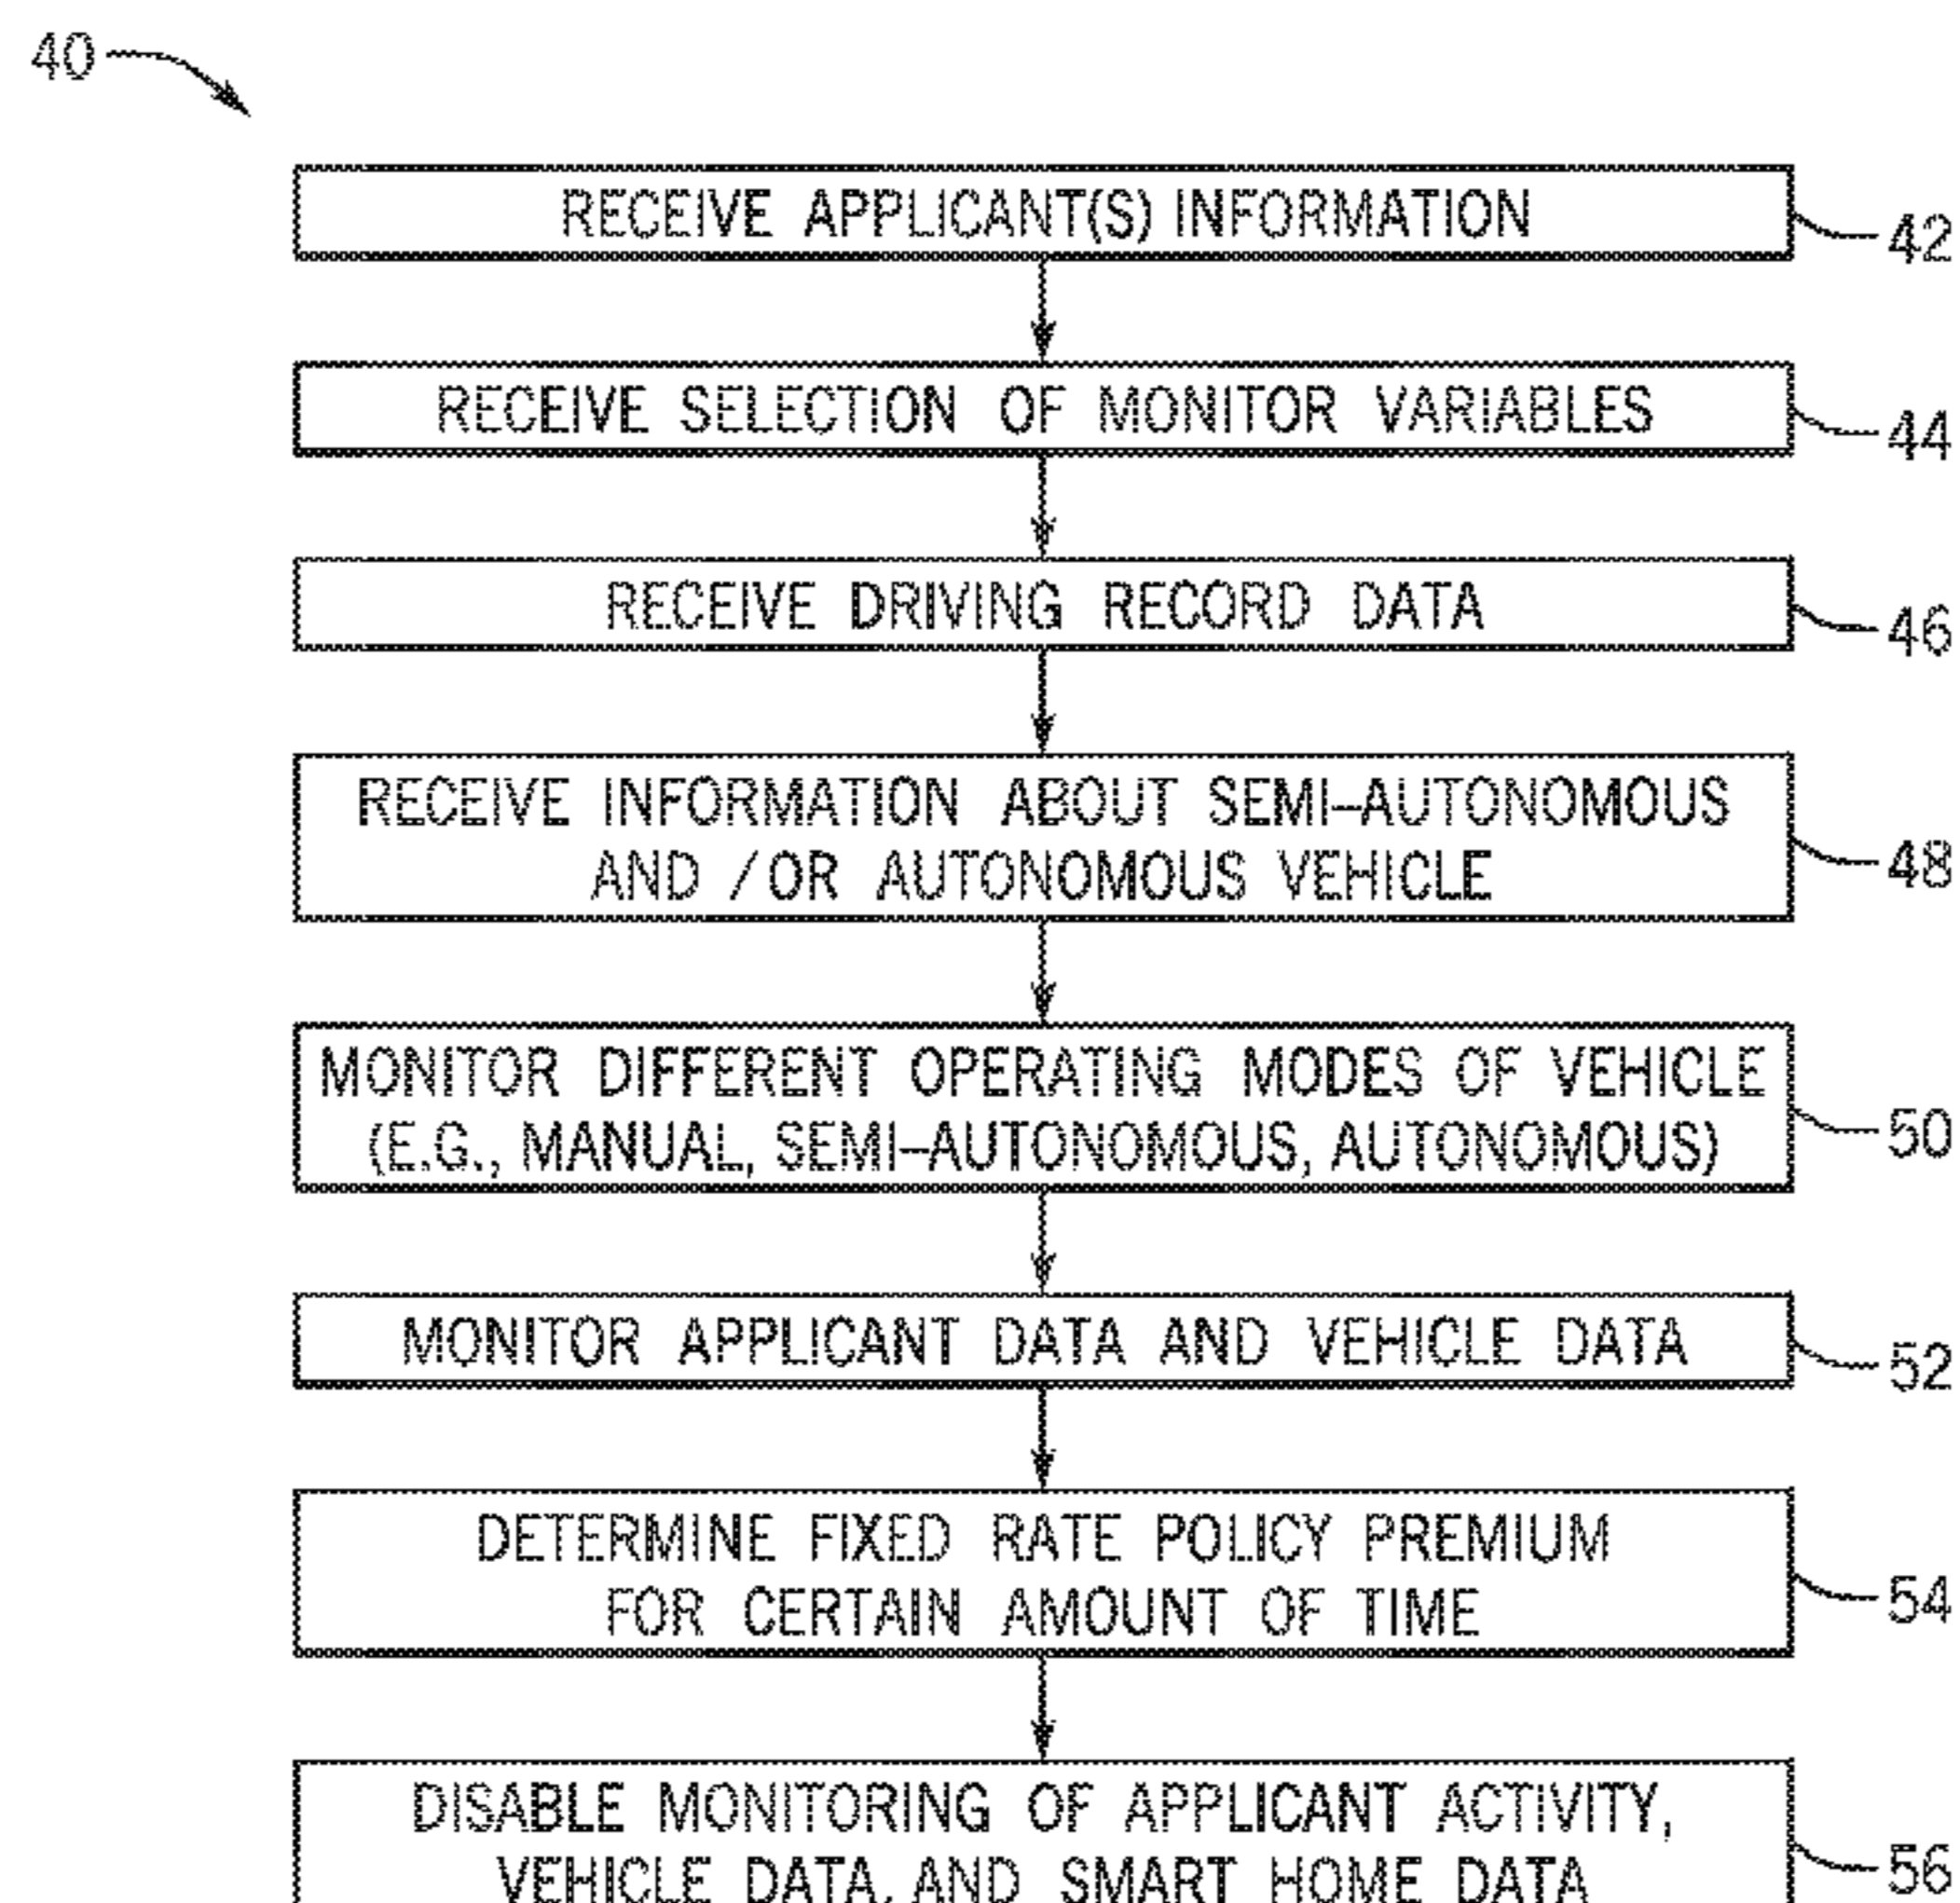 40
RECEIVE APPLICANT(S) INFORMATION
42
RECEIVE SELECTION OF MONITOR VARIABLES
44
RECEIVE DRIVING RECORD DATA
46
RECEIVE INFORMATION ABOUT SEMI-AUTONOMOUS
AND /OR AUTONOMOUS VEHICLE
48
MONITOR DIFFERENT OPERATING MODES OF VEHICLE
(E.G., MANUAL, SEMI-AUTONOMOUS, AUTONOMOUS)
50
MONITOR APPLICANT DATA AND VEHICLE DATA
52
DETERMINE FIXED RATE POLICY PREMIUM
FOR CERTAIN AMOUNT OF TIME
54
DISABLE MONITORING OF APPLICANT ACTIVITY,
VEHICLE DATA, AND SMART HOME DATA
56